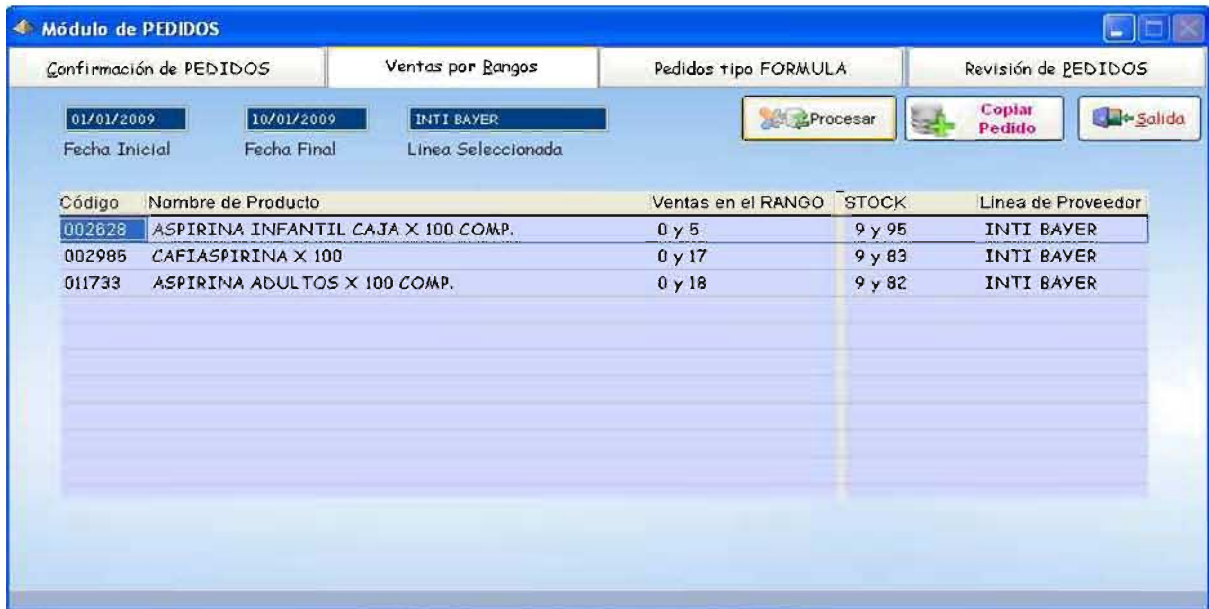 Módulo de PEDIDOS
Confirmación de PEDIDOS Ventas por Rangos Pedidos tipo FORMULA Revisión de PEDIDOS
01/01/2009 10/01/2009 INTI BAYER Procesar Copiar Pedido Salida
Fecha Inicial Fecha Final Linea Seleccionada
Código Nombre de Producto Ventas en el RANGO STOCK Linea de Proveedor
002628 ASPIRINA INFANTIL CAJA X 100 COMP. 0 y 5 9 y 95 INTI BAYER
002985 CAFIASPIRINA X 100 0 y 17 9 y 83 INTI BAYER
011733 ASPIRINA ADULTOS X 100 COMP. 0 y 18 9 y 82 INTI BAYER